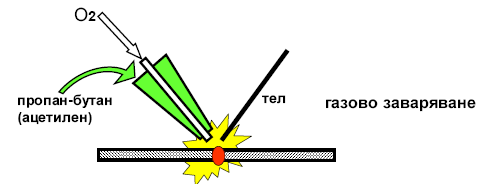 O2
пропан-бутан
(ацетилен)
тел
газово заваряване